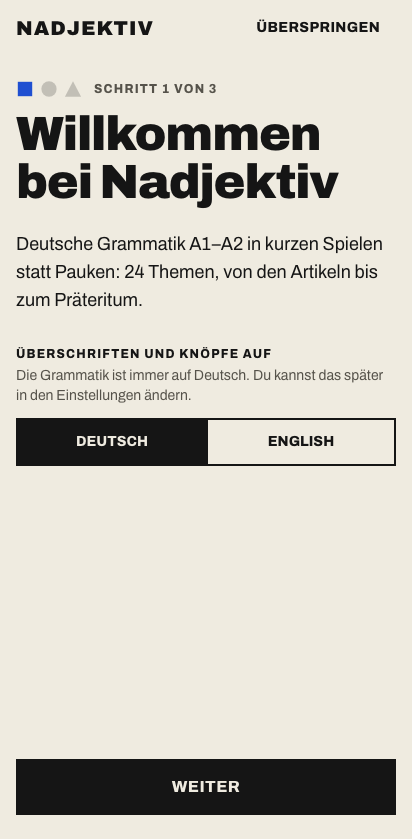 NADJEKTIV
ÜBERSPRINGEN
SCHRITT 1 VON 3
Willkommen
bei Nadjektiv
Deutsche Grammatik A1–A2 in kurzen Spielen
statt Pauken: 24 Themen, von den Artikeln bis
zum Präteritum.
ÜBERSCHRIFTEN UND KNÖPFE AUF
Die Grammatik ist immer auf Deutsch. Du kannst das später
in den Einstellungen ändern.
DEUTSCH
ENGLISH
WEITER